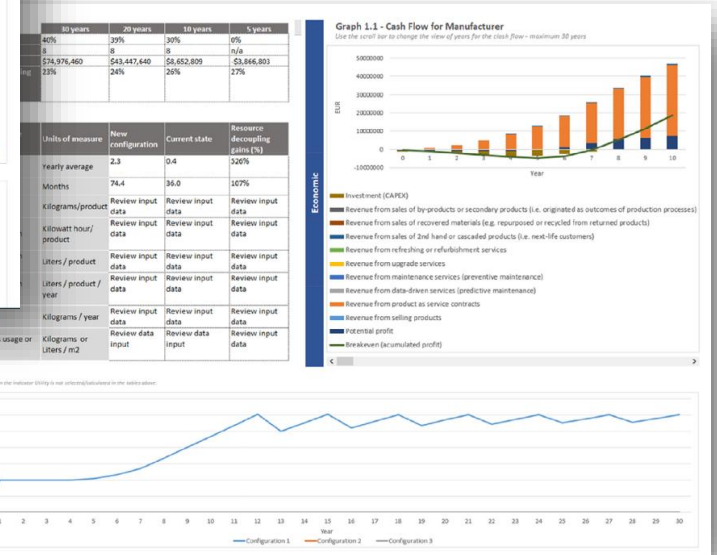 30 years 20 years 10 years 5 years
40% 39% 30% 0%
8 8 8 n/a
$74,976,460 $43,447,640 $8,652,809 -$3,866,803
23% 24% 26% 27%
Units of measure New configuration Current state Resource decoupling gains (%)
Yearly average 2.3 0.4 326%
Months 74.4 36.0 107%
Kilograms/product Review input data Review input data Review input data
Kilowatt hour/ product Review input data Review input data Review input data
Liters / product Review input data Review input data Review input data
Liters / product / year Review input data Review input data Review input data
Kilograms / year Review input data Review input data Review input data
usage or Kilograms or Liters / m2 Review data input Review data input Review input data
Economic
Graph 1.1 - Cash Flow for Manufacturer
Use the scroll bar to change the view of years for the clash flow - maximum 30 years
50000000
40000000
30000000
20000000
10000000
0
-10000000
EUR
0 1 2 3 4 5 6 7 8 9 10
Year
Investment (CAPEX)
Revenue from sales of by-products or secondary products (i.e. originated as outcomes of production processes)
Revenue from sales of recovered materials (e.g. repurposed or recycled from returned products)
Revenue from sales of 2nd hand or cascaded products (i.e. next-life customers)
Revenue from refreshing or refurbishment services
Revenue from upgrade services
Revenue from maintenance services (preventive maintenance)
Revenue from data-driven services (predictive maintenance)
Revenue from product as service contracts
Revenue from selling products
Potential profit
Breakeven (acumulated profit)
1 2 3 4 5 6 7 8 9 10 11 12 13 14 15 16 17 18 19 20 21 22 23 24 25 26 27 28 29 30
Year
Configuration 1 Configuration 2 Configuration 3